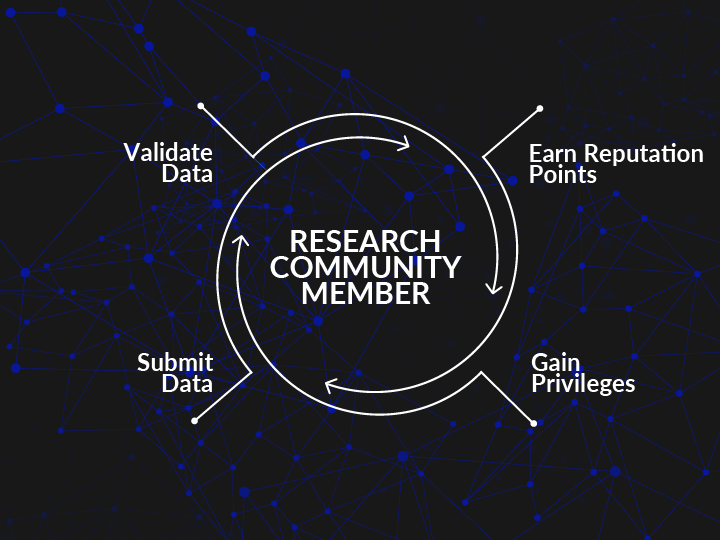 Validate
Data
Earn Reputation
Points
RESEARCH
COMMUNITY
MEMBER
Submit
Data
Gain
Privileges